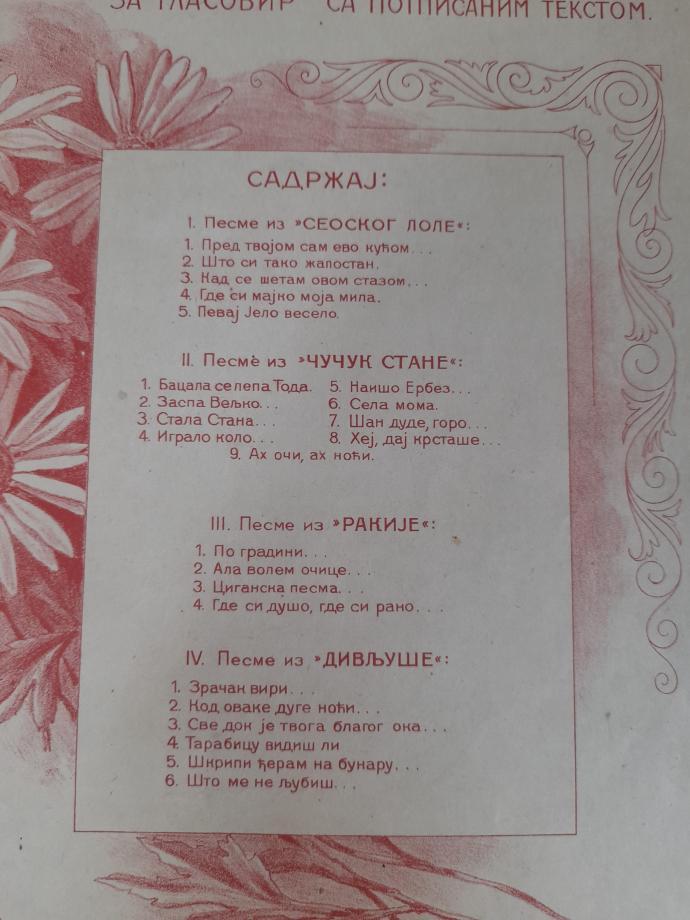 ЗА ГЛАСОВИР СА ПОТПИСАНИМ ТЕКСТОМ.
САДРЖАЈ:
I. Песме из »СЕОСКОГ ЛОЛЕ«:
1. Пред твојом сам ево кућом...
2. Што си тако жалостан.
3. Кад се шетам овом стазом...
4. Где си мајко моја мила.
5. Певај Јело весело.
II. Песме из »ЧУЧУК СТАНЕ«:
1. Бацала се лепа Тода.
2. Заспа Вељко...
3. Стала Стана...
4. Играло коло...
5. Наишо Ербез...
6. Села мома.
7. Шан дуде, горо...
8. Хеј, дај крсташе...
9. Ах очи, ах ноћи.
III. Песме из »РАКИЈЕ«:
1. По градини...
2. Ала волем очице...
3. Циганска песма...
4. Где си душо, где си рано...
IV. Песме из »ДИВЉУШЕ«:
1. Зрачак вири...
2. Код оваке дуге ноћи...
3. Све док је твога благог ока...
4. Тарабицу видиш ли
5. Шкрипи ђерам на бунару...
6. Што ме не љубиш...